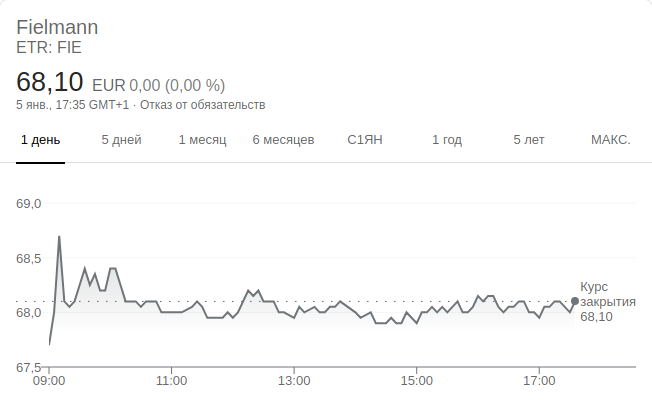 Fielmann
ETR: FIE
68,10 EUR 0,00 (0,00 %)
5 янв., 17:35 GMT+1 · Отказ от обязательств
1 день 5 дней 1 месяц 6 месяцев С1ЯН 1 год 5 лет МАКС.
69,0
68,5
Курс
закрытия
68,0
68,10
67,5
09:00 11:00 13:00 15:00 17:00